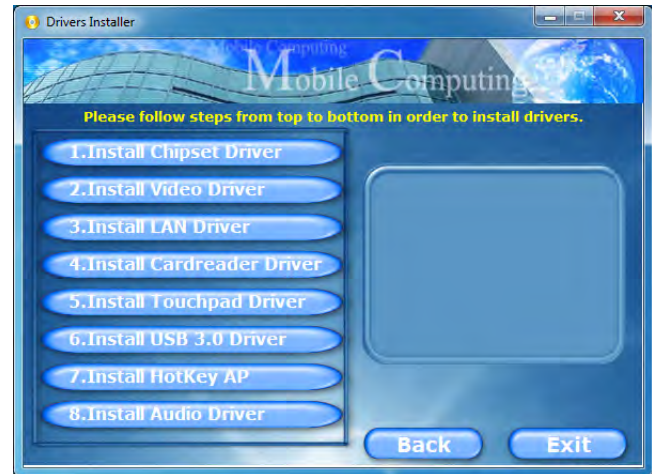 Drivers Installer
Mobile Computing
Mobile Computing
Please follow steps from top to bottom in order to install drivers.
1.Install Chipset Driver
2.Install Video Driver
3.Install LAN Driver
4.Install Cardreader Driver
5.Install Touchpad Driver
6.Install USB 3.0 Driver
7.Install HotKey AP
8.Install Audio Driver
Back
Exit